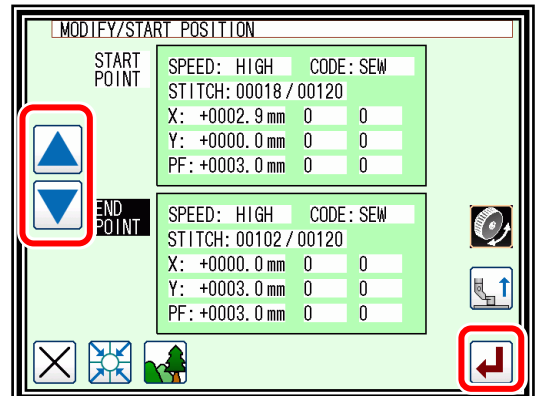 MODIFY/START POSITION
START
POINT
SPEED: HIGH CODE: SEW
STITCH: 00018 / 00120
X: +0002.9 mm 0 0
Y: +0000.0 mm 0 0
PF: +0003.0 mm 0 0
END
POINT
SPEED: HIGH CODE: SEW
STITCH: 00102 / 00120
X: +0000.0 mm 0 0
Y: +0003.0 mm 0 0
PF: +0003.0 mm 0 0